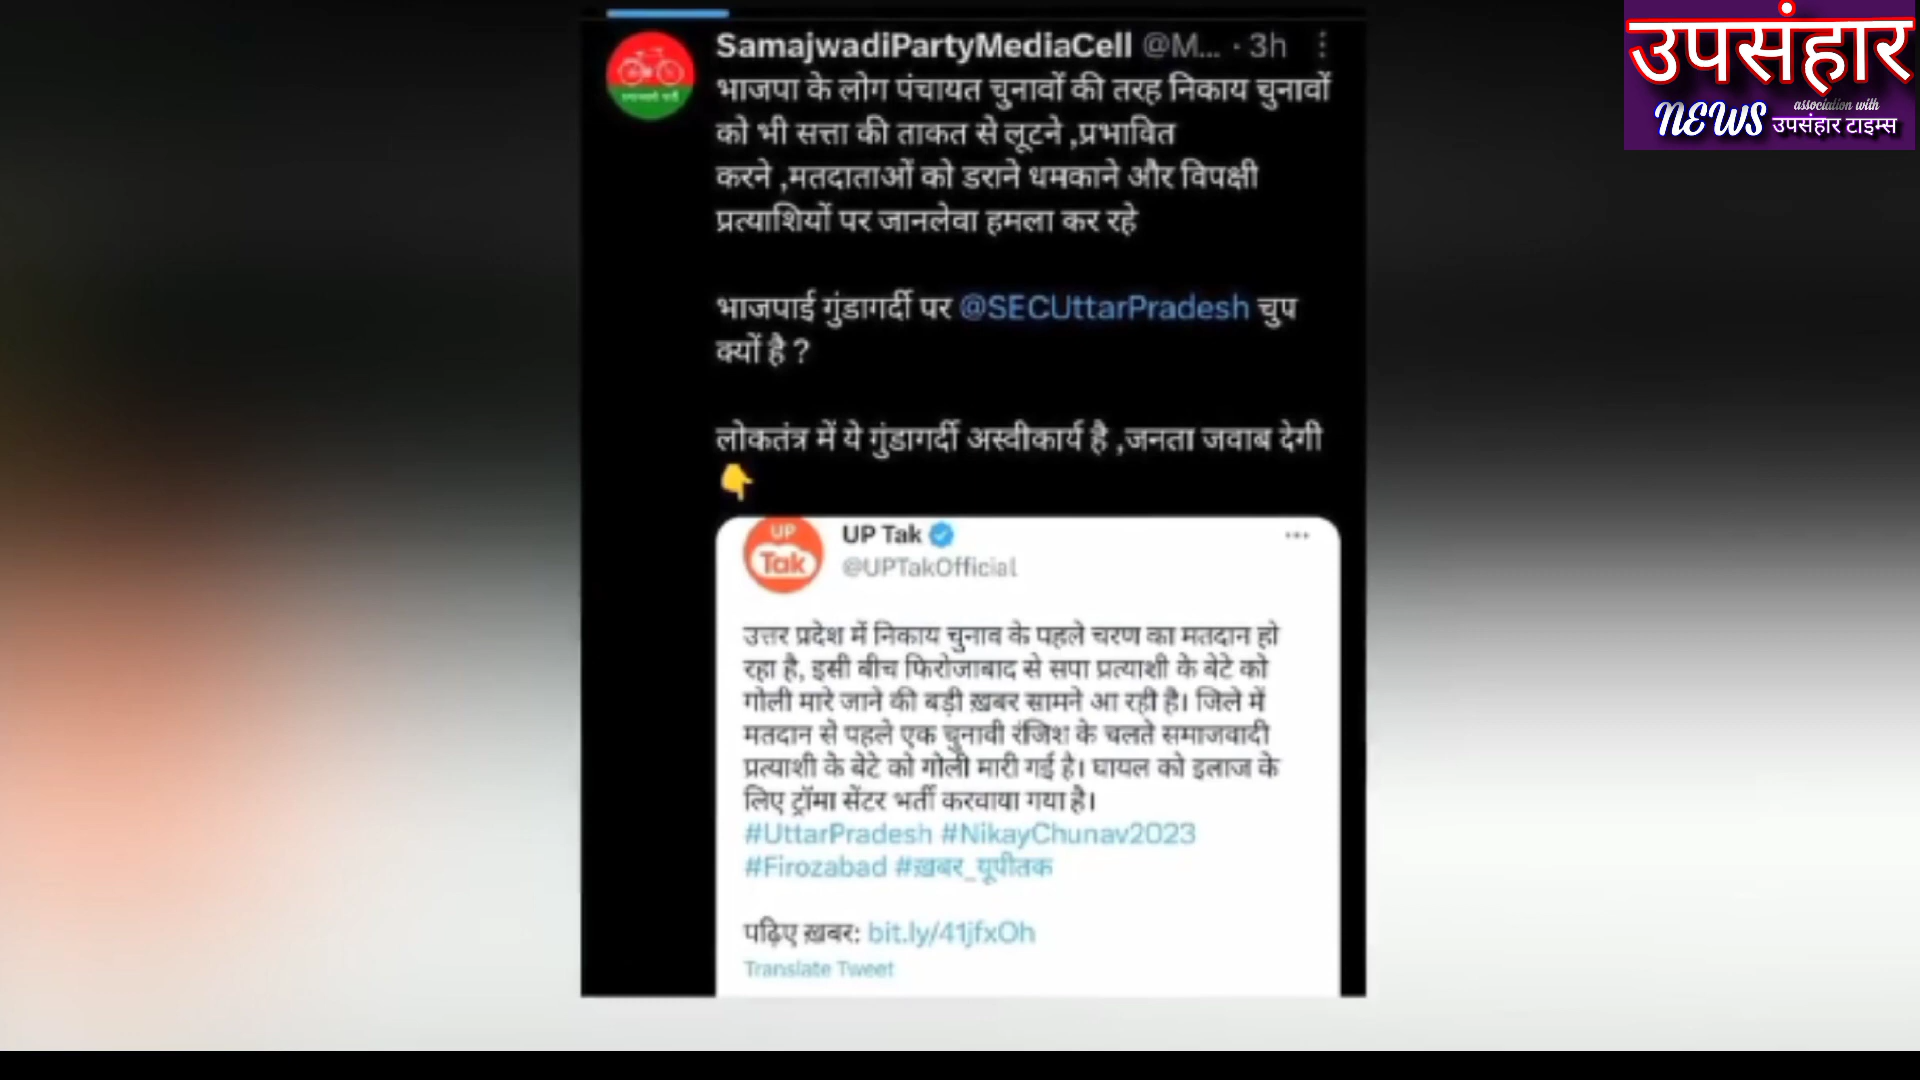 SamajwadiPartyMediaCell @M... · 3h
भाजपा के लोग पंचायत चुनावों की तरह निकाय चुनावों
को भी सत्ता की ताकत से लूटने ,प्रभावित
करने ,मतदाताओं को डराने धमकाने और विपक्षी
प्रत्याशियों पर जानलेवा हमला कर रहे
भाजपाई गुंडागर्दी पर @SECUttarPradesh चुप
क्यों है ?
लोकतंत्र में ये गुंडागर्दी अस्वीकार्य है ,जनता जवाब देगी
👇
UP
Tak
UP Tak
@UPTakOfficial
उत्तर प्रदेश में निकाय चुनाव के पहले चरण का मतदान हो
रहा है, इसी बीच फिरोजाबाद से सपा प्रत्याशी के बेटे को
गोली मारे जाने की बड़ी ख़बर सामने आ रही है। जिले में
मतदान से पहले एक चुनावी रंजिश के चलते समाजवादी
प्रत्याशी के बेटे को गोली मारी गई है। घायल को इलाज के
लिए ट्रॉमा सेंटर भर्ती करवाया गया है।
#UttarPradesh #NikayChunav2023
#Firozabad #ख़बर_यूपीतक
पढ़िए ख़बर: bit.ly/41jfxOh
Translate Tweet
उपसंहार
NEWS association with
उपसंहार टाइम्स